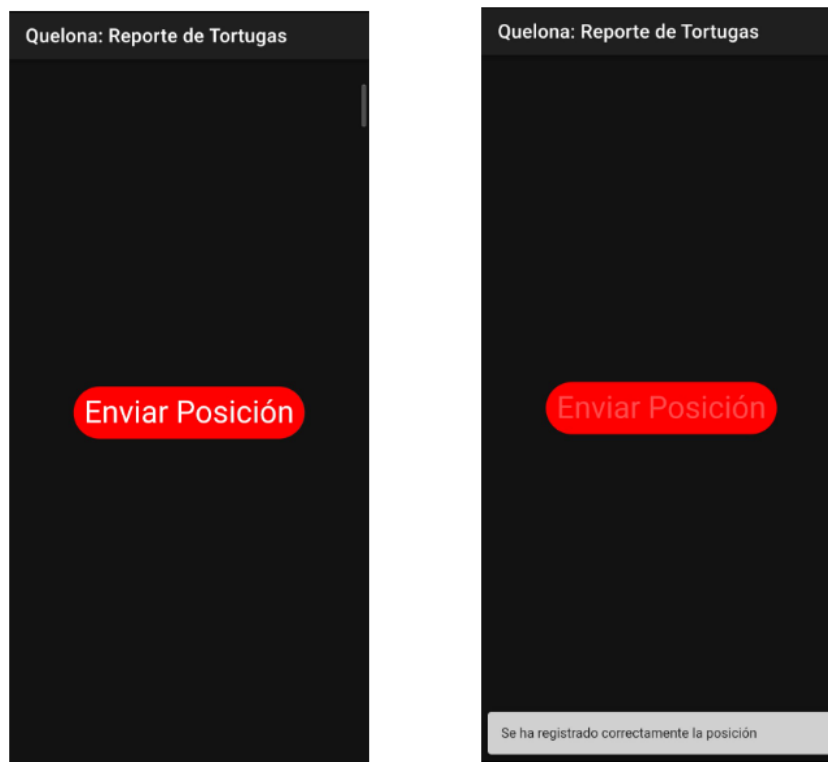 Quelona: Reporte de Tortugas
Enviar Posición
Quelona: Reporte de Tortugas
Enviar Posición
Se ha registrado correctamente la posición